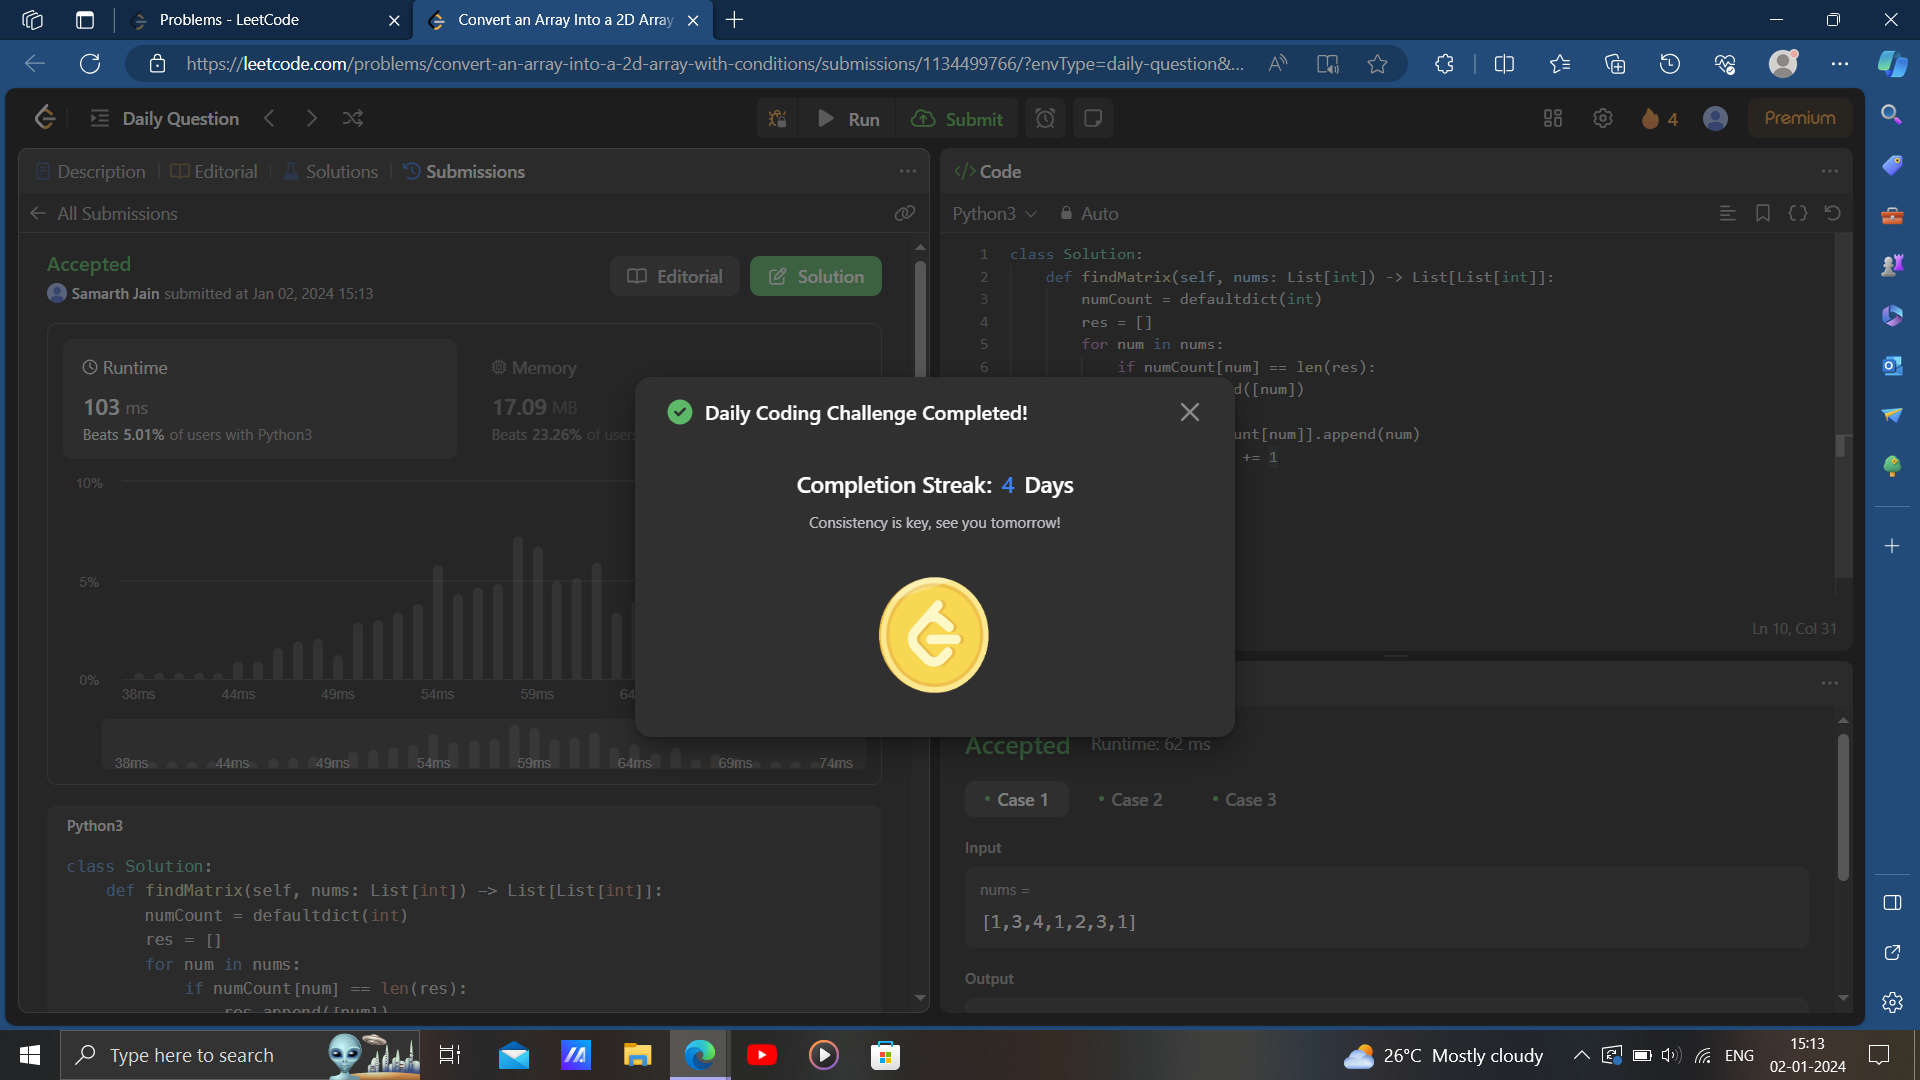 Problems - LeetCode
Convert an Array Into a 2D Array
https://leetcode.com/problems/convert-an-array-into-a-2d-array-with-conditions/submissions/1134499766/?envType=daily-question&...
Daily Question
Run
Submit
4
Premium
Description
Editorial
Solutions
Submissions
All Submissions
Accepted
Samarth Jain submitted at Jan 02, 2024 15:13
Editorial
Solution
Runtime
103 ms
Beats 5.01% of users with Python3
Memory
17.09 MB
Beats 23.26% of users
10%
5%
0%
38ms 44ms 49ms 54ms 59ms 64
38ms 44ms 49ms 54ms 59ms 64ms 69ms 74ms
Python3
class Solution:
def findMatrix(self, nums: List[int]) -> List[List[int]]:
numCount = defaultdict(int)
res = []
for num in nums:
if numCount[num] == len(res):
res.append([num])
Code
Python3
Auto
1 class Solution:
2 def findMatrix(self, nums: List[int]) -> List[List[int]]:
3 numCount = defaultdict(int)
4 res = []
5 for num in nums:
6 if numCount[num] == len(res):
d([num])
unt[num]].append(num)
+= 1
Ln 10, Col 31
Daily Coding Challenge Completed!
Completion Streak: 4 Days
Consistency is key, see you tomorrow!
Accepted
Runtime: 62 ms
Case 1
Case 2
Case 3
Input
nums =
[1,3,4,1,2,3,1]
Output
Type here to search
26°C Mostly cloudy
ENG
15:13
02-01-2024